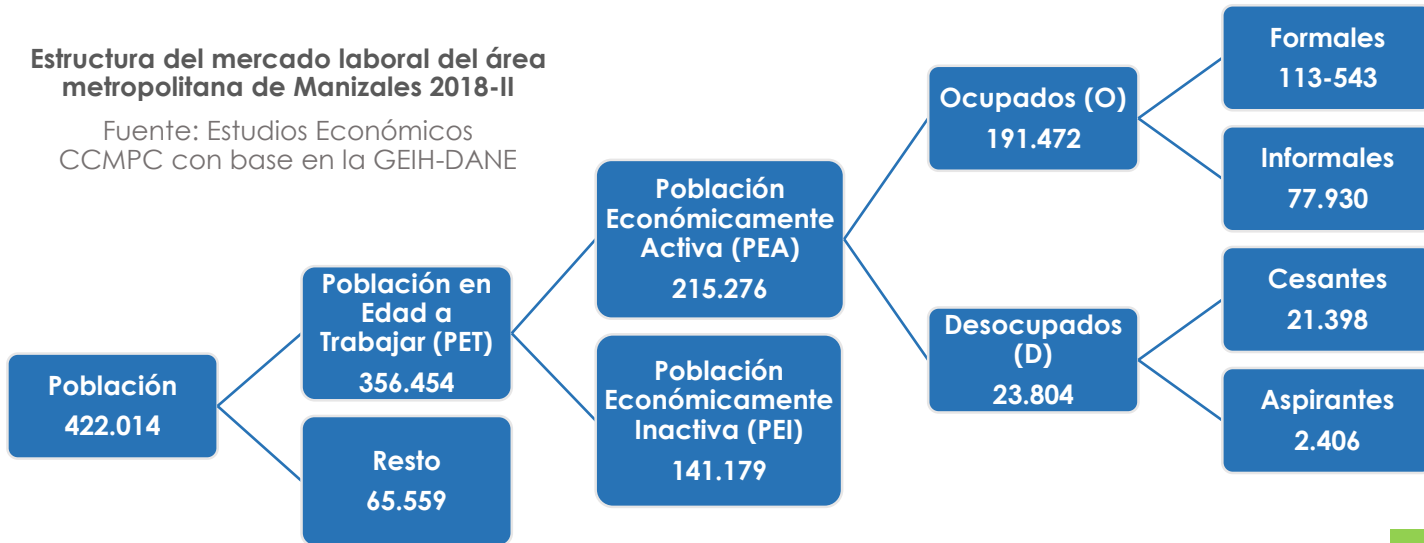 Estructura del mercado laboral del área
metropolitana de Manizales 2018-II
Fuente: Estudios Económicos
CCMPC con base en la GEIH-DANE
Población
422.014
Población en
Edad a
Trabajar (PET)
356.454
Resto
65.559
Población
Económicamente
Activa (PEA)
215.276
Población
Económicamente
Inactiva (PEI)
141.179
Ocupados (O)
191.472
Desocupados
(D)
23.804
Formales
113-543
Informales
77.930
Cesantes
21.398
Aspirantes
2.406